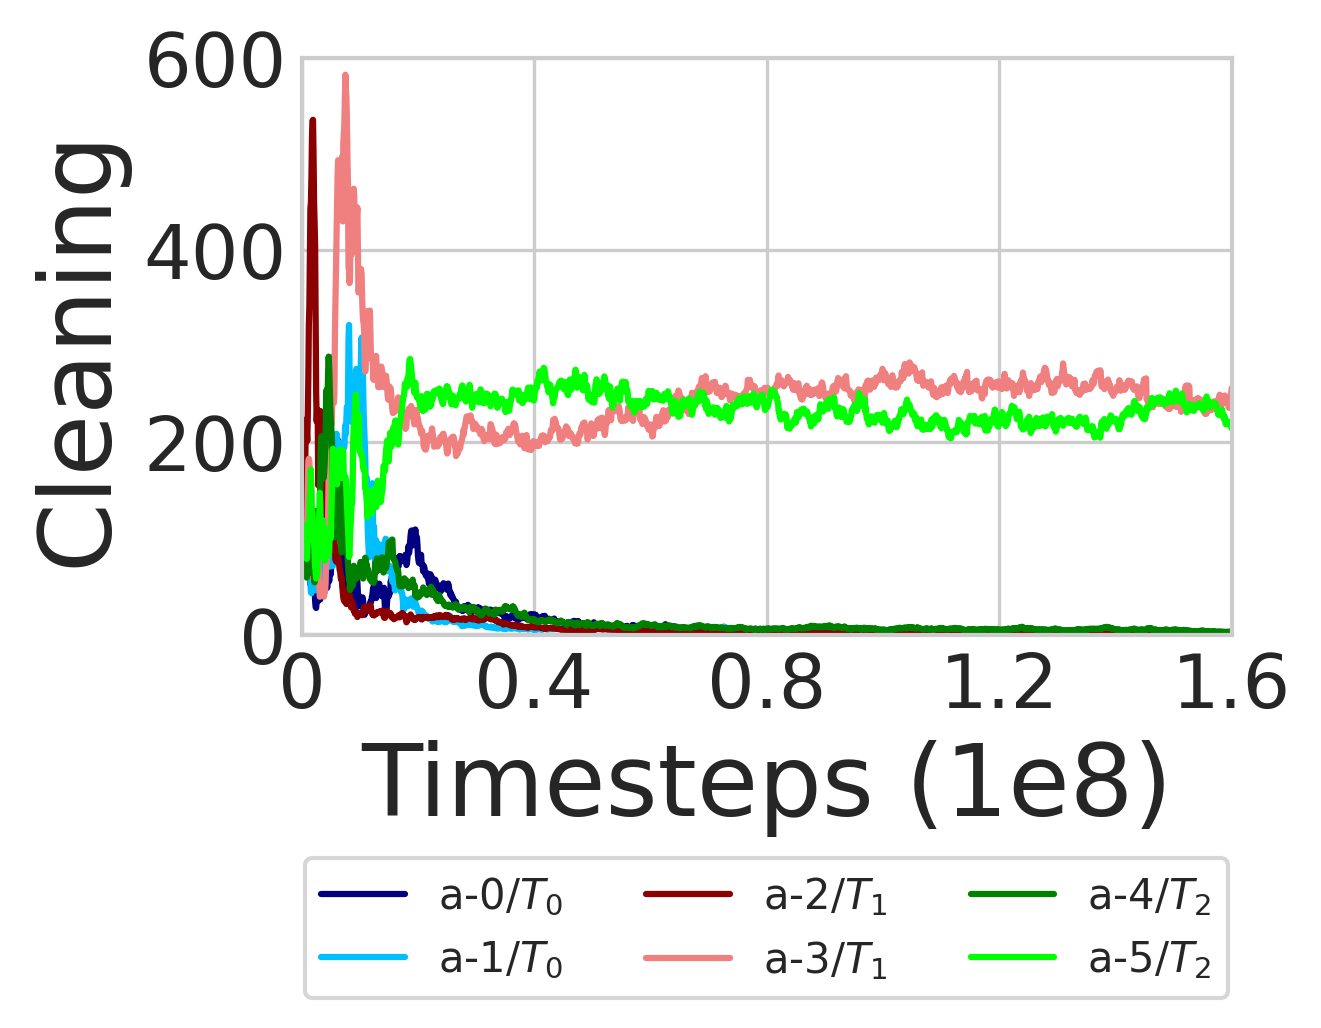 600
400
200
0
Cleaning
0 0.4 0.8 1.2 1.6
Timesteps (1e8)
a-0/T₀ a-2/T₁ a-4/T₂
a-1/T₀ a-3/T₁ a-5/T₂